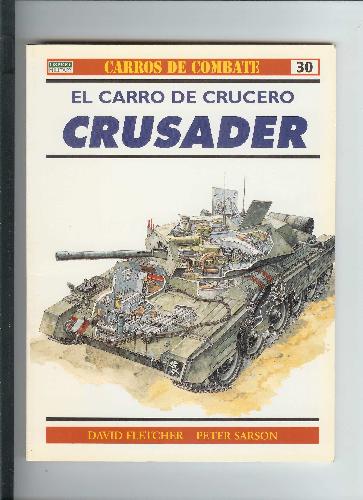 CARROS DE COMBATE 30
EL CARRO DE CRUCERO
CRUSADER
DAVID FLETCHER PETER SARSON